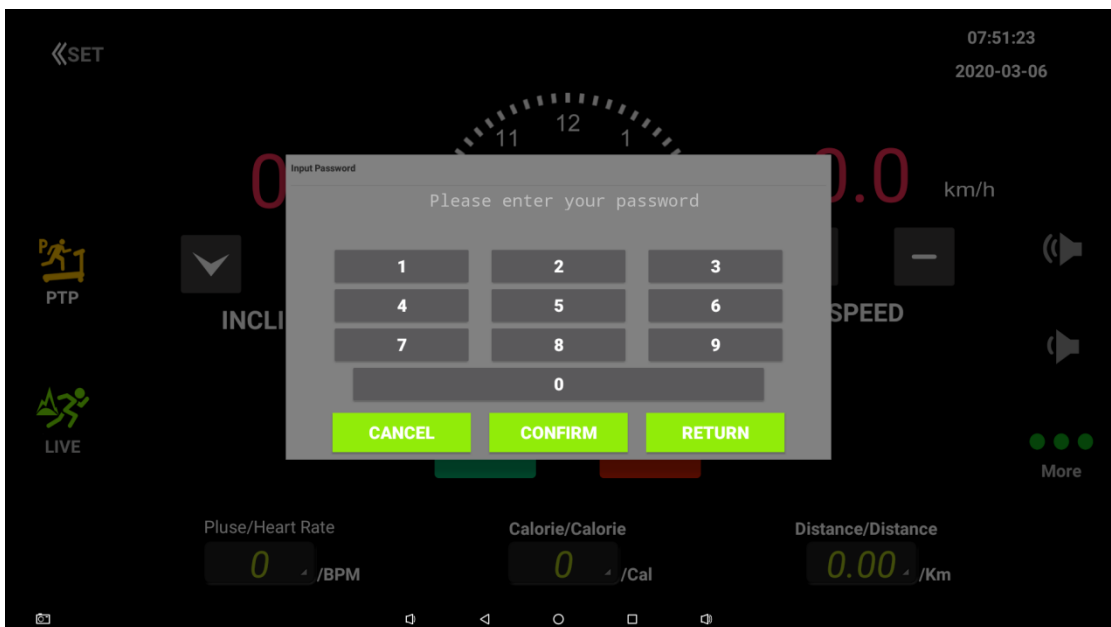 SET
07:51:23
2020-03-06
12
11
1
Input Password
Please enter your password
0
.0
km/h
1 2 3
P
4 5 6
PTP
INCLI
SPEED
7 8 9
0
CANCEL CONFIRM RETURN
LIVE
More
Pluse/Heart Rate
Calorie/Calorie
Distance/Distance
0 /BPM
0 /Cal
0.00 /Km